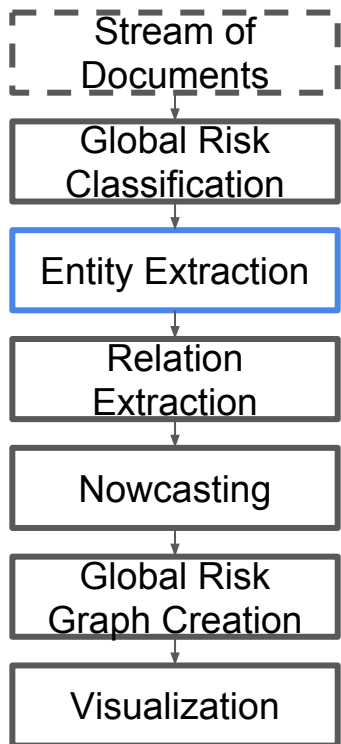 Stream of
Documents
Global Risk
Classification
Entity Extraction
Relation
Extraction
Nowcasting
Global Risk
Graph Creation
Visualization